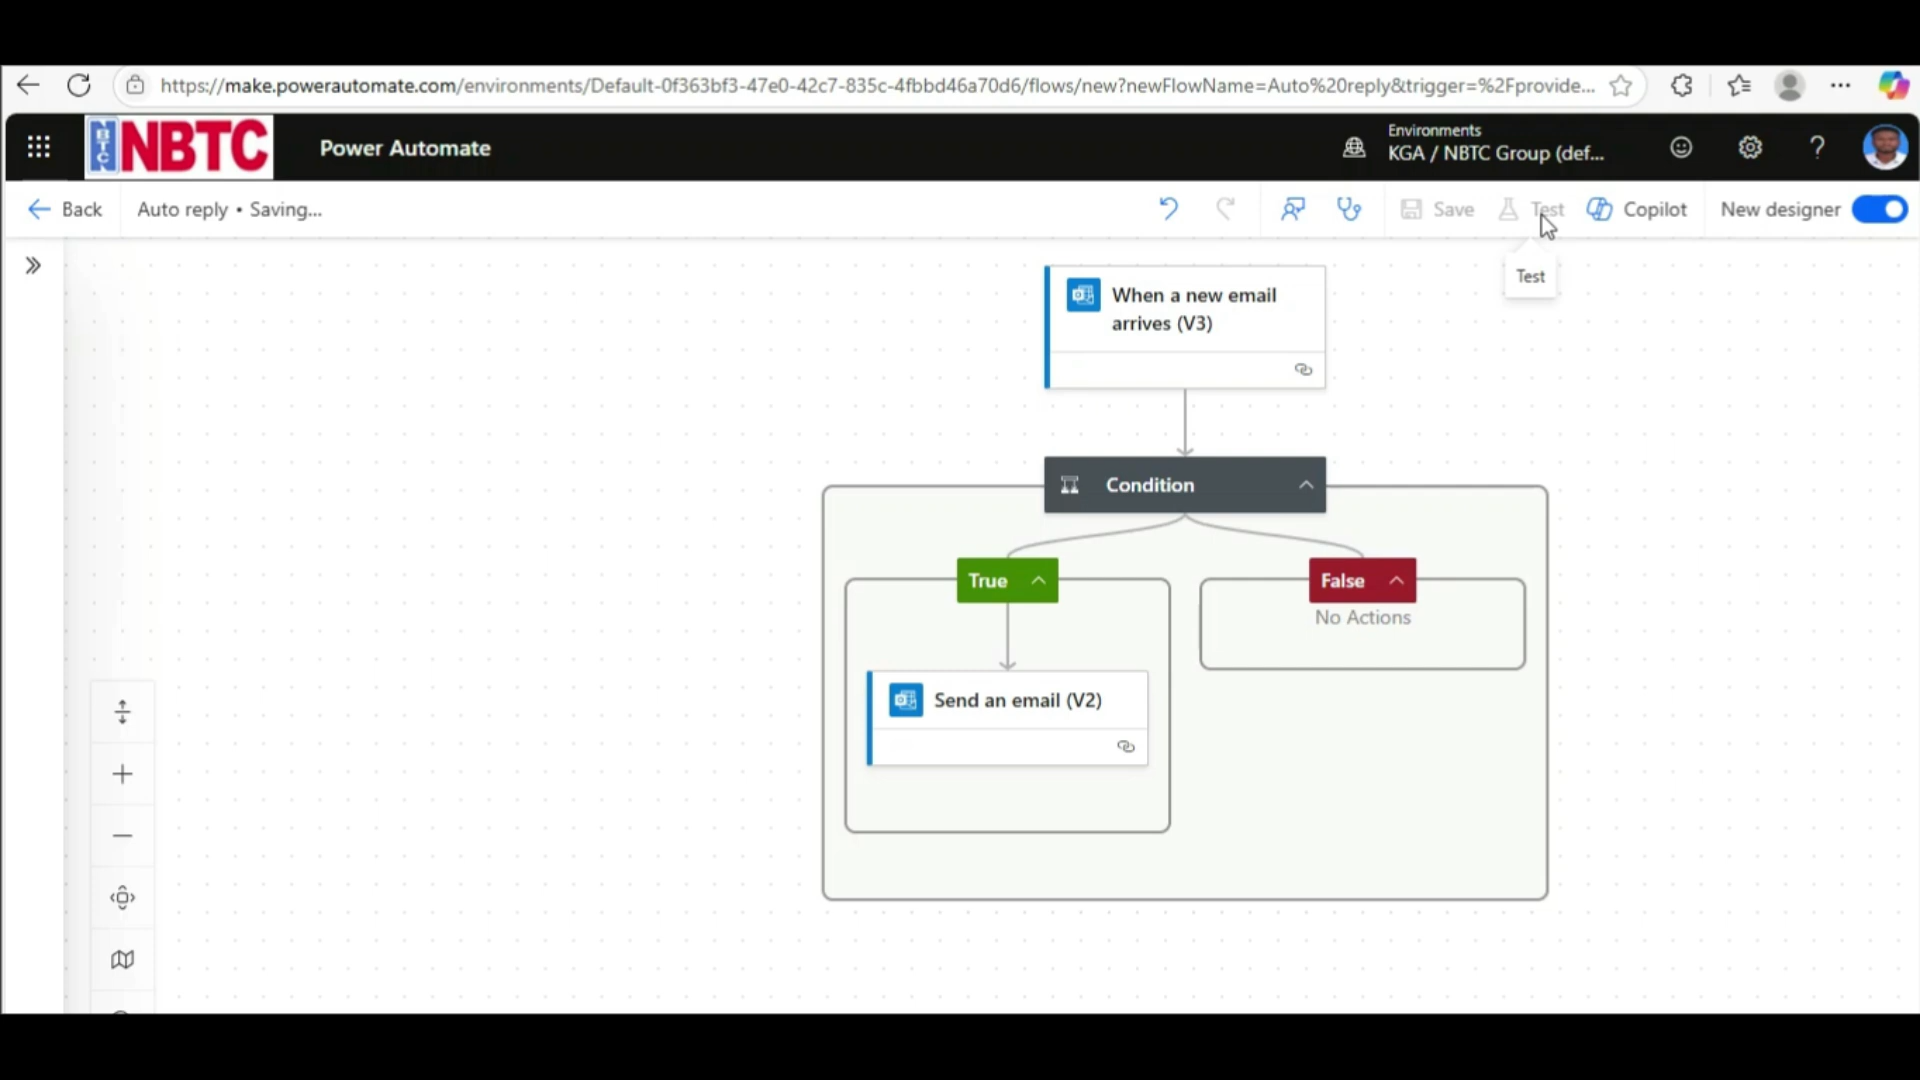 https://make.powerautomate.com/environments/Default-0f363bf3-47e0-42c7-835c-4fbbd46a70d6/flows/new?newFlowName=Auto%20reply&trigger=%2Fprovide...
NBTC NBTC
Power Automate
Environments
KGA / NBTC Group (def...
Back
Auto reply • Saving...
Save
Test
Copilot
New designer
Test
When a new email
arrives (V3)
Condition
True
False
No Actions
Send an email (V2)